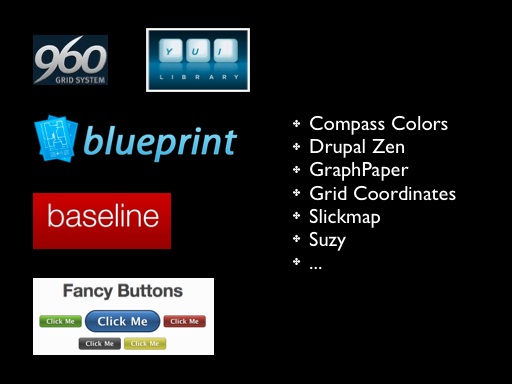 960
GRID SYSTEM
Y U I
LIBRARY
blueprint
baseline
Fancy Buttons
Click Me Click Me Click Me
Click Me Click Me
Compass Colors
Drupal Zen
GraphPaper
Grid Coordinates
Slickmap
Suzy
...